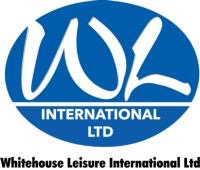 WL
INTERNATIONAL
LTD
Whitehouse Leisure International Ltd